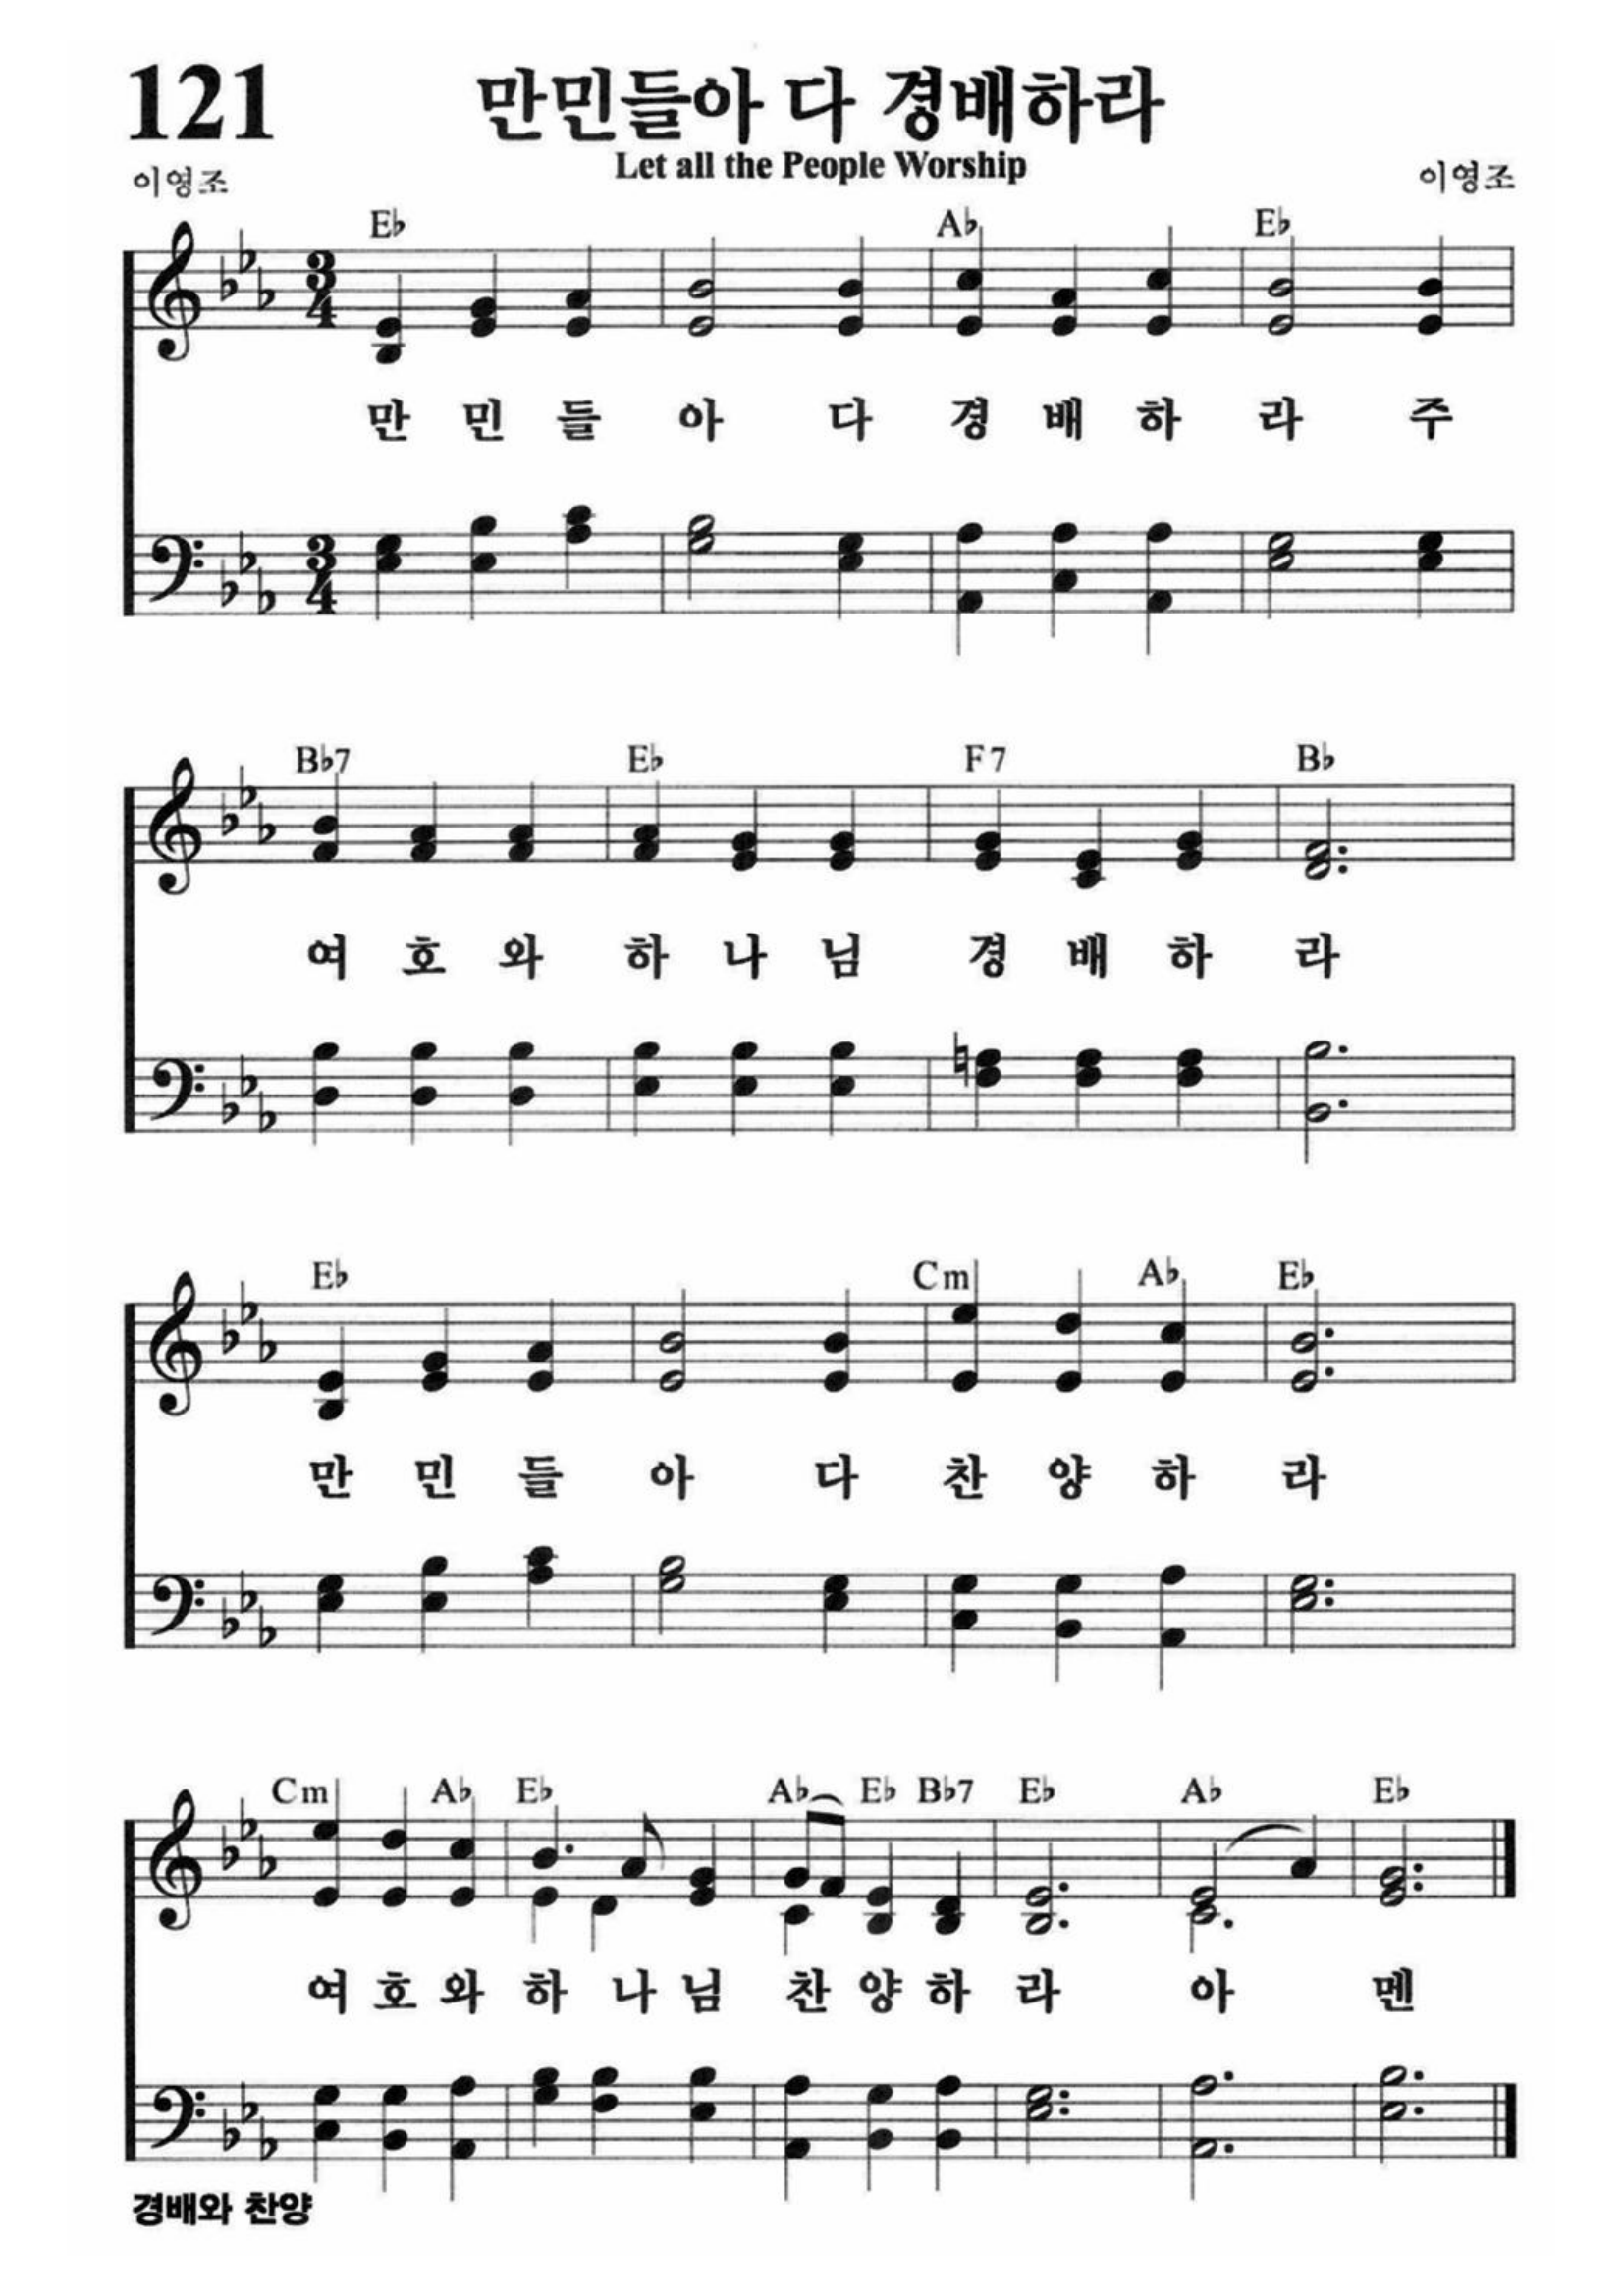 121
만민들아 다 경배하라
Let all the People Worship
이영조 이영조
E♭ A♭ E♭
3 4
만 민 들 아 다 경 배 하 라 주
3 4
B♭7 E♭ F7 B♭
여 호 와 하 나 님 경 배 하 라
E♭ Cm A♭ E♭
만 민 들 아 다 찬 양 하 라
Cm A♭ E♭ A♭ E♭ B♭7 E♭ A♭ E♭
여 호 와 하 나 님 찬 양 하 라 아 멘
경배와 찬양